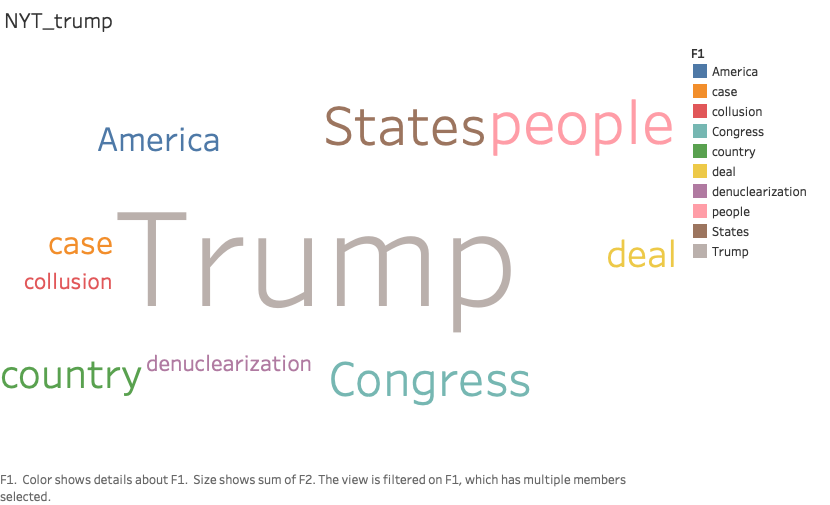 NYT_trump
F1
America
case
collusion
Congress
country
deal
denuclearization
people
States
Trump
States people
America
Trump
case
deal
collusion
denuclearization
country
Congress
F1.  Color shows details about F1.  Size shows sum of F2. The view is filtered on F1, which has multiple members
selected.